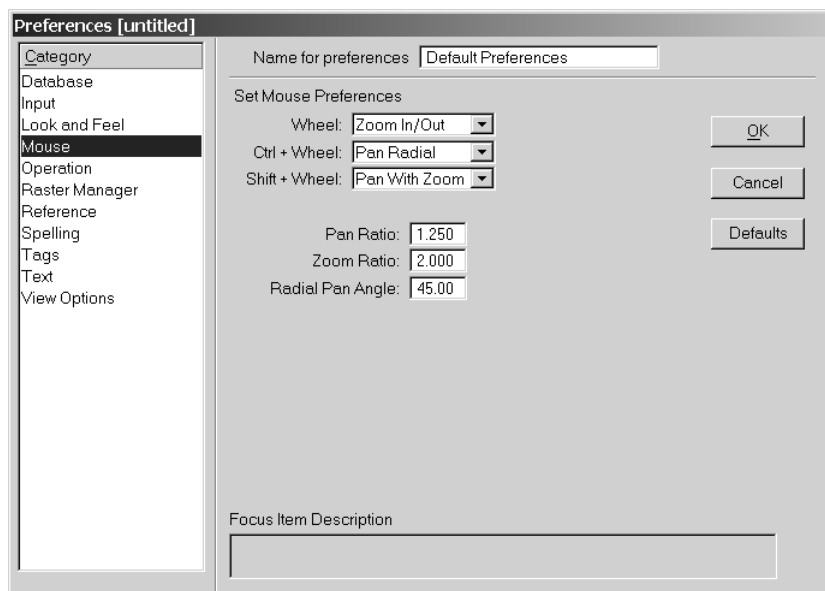 Preferences [untitled]
Category
Database
Input
Look and Feel
Mouse
Operation
Raster Manager
Reference
Spelling
Tags
Text
View Options
Name for preferences Default Preferences
Set Mouse Preferences
Wheel: Zoom In/Out
Ctrl + Wheel: Pan Radial
Shift + Wheel: Pan With Zoom
Pan Ratio: 1.250
Zoom Ratio: 2.000
Radial Pan Angle: 45.00
OK
Cancel
Defaults
Focus Item Description